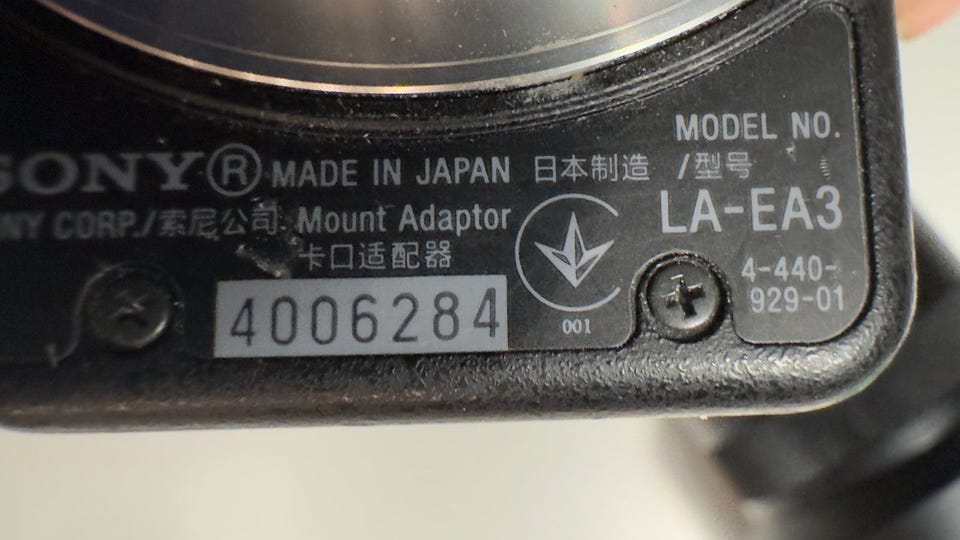 SONY® MADE IN JAPAN 日本制造
SONY CORP./索尼公司 Mount Adaptor
卡口适配器
4006284
001
MODEL NO.
/型号
LA-EA3
4-440-
929-01